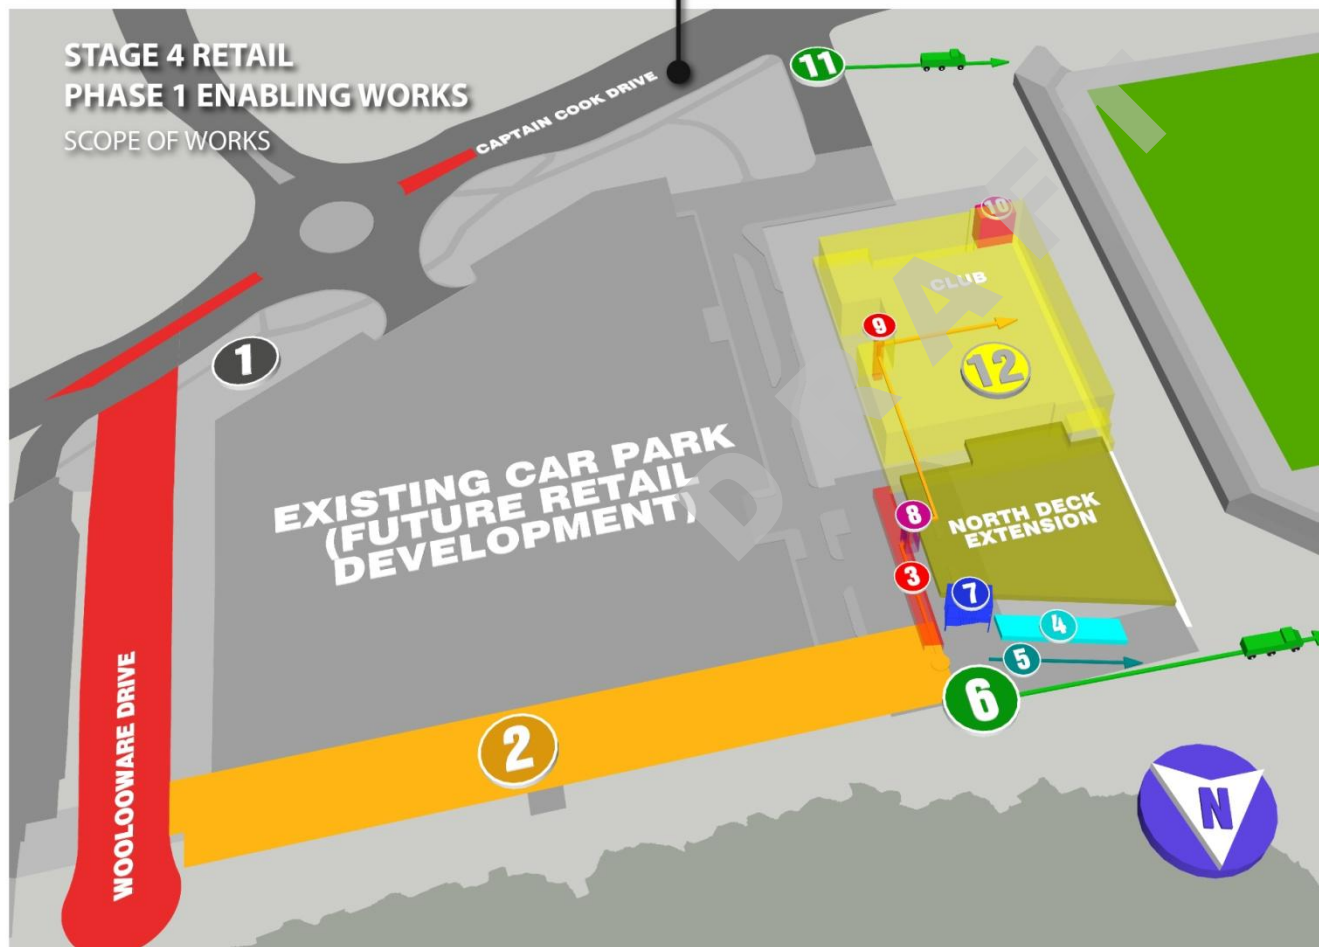 STAGE 4 RETAIL
PHASE 1 ENABLING WORKS
SCOPE OF WORKS
CAPTAIN COOK DRIVE
11
10
CLUB
9
12
1
EXISTING CAR PARK
(FUTURE RETAIL
DEVELOPMENT)
8
NORTH DECK
EXTENSION
3
7
4
5
6
2
WOOLOOWARE DRIVE
N
DRAFT